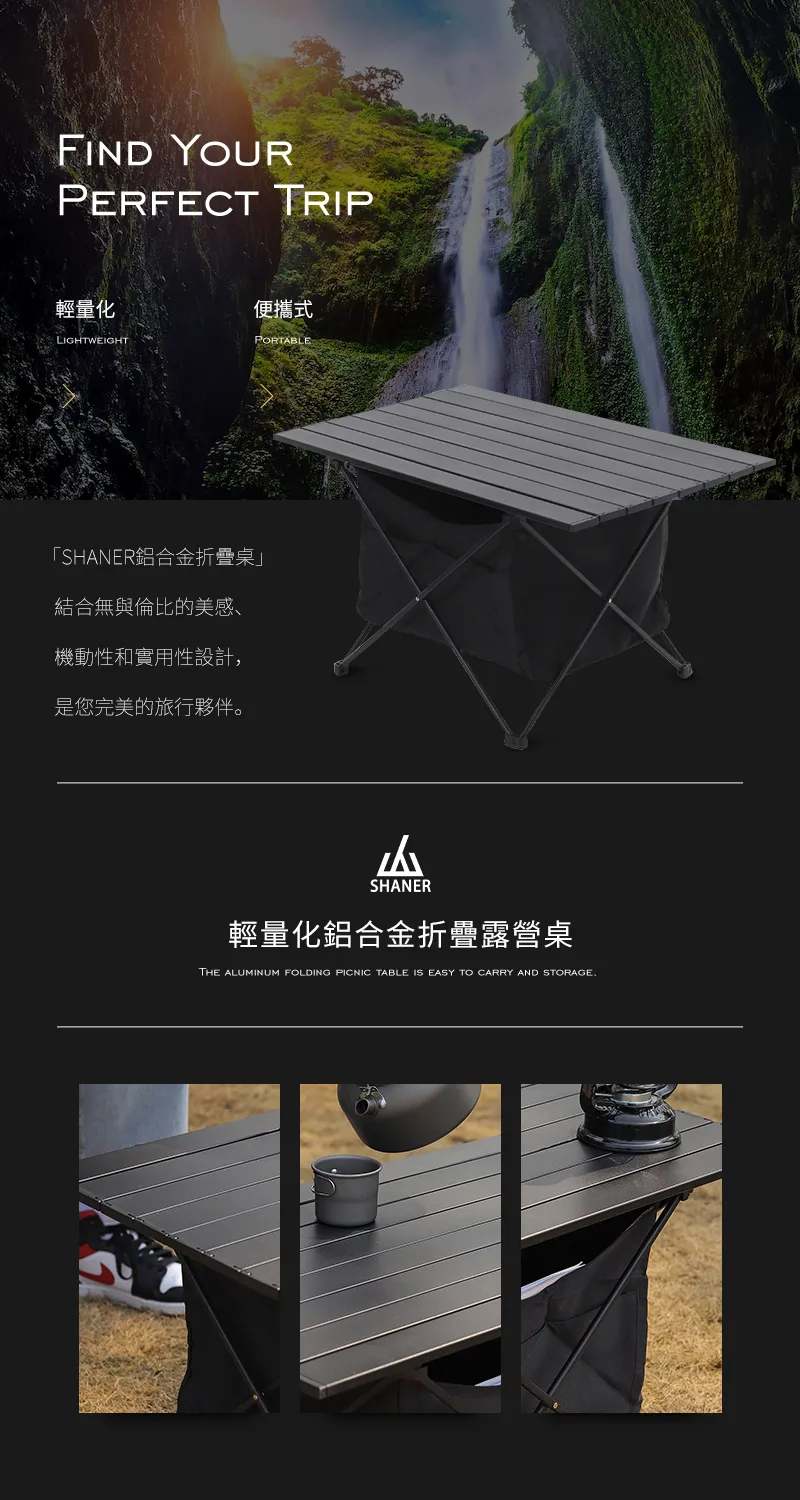 FIND YOUR
PERFECT TRIP
輕量化
便攜式
LIGHTWEIGHT
PORTABLE
「SHANER鋁合金折疊桌」
結合無與倫比的美感、
機動性和實用性設計，
是您完美的旅行夥伴。
SHANER
輕量化鋁合金折疊露營桌
THE ALUMINUM FOLDING PICNIC TABLE IS EASY TO CARRY AND STORAGE.